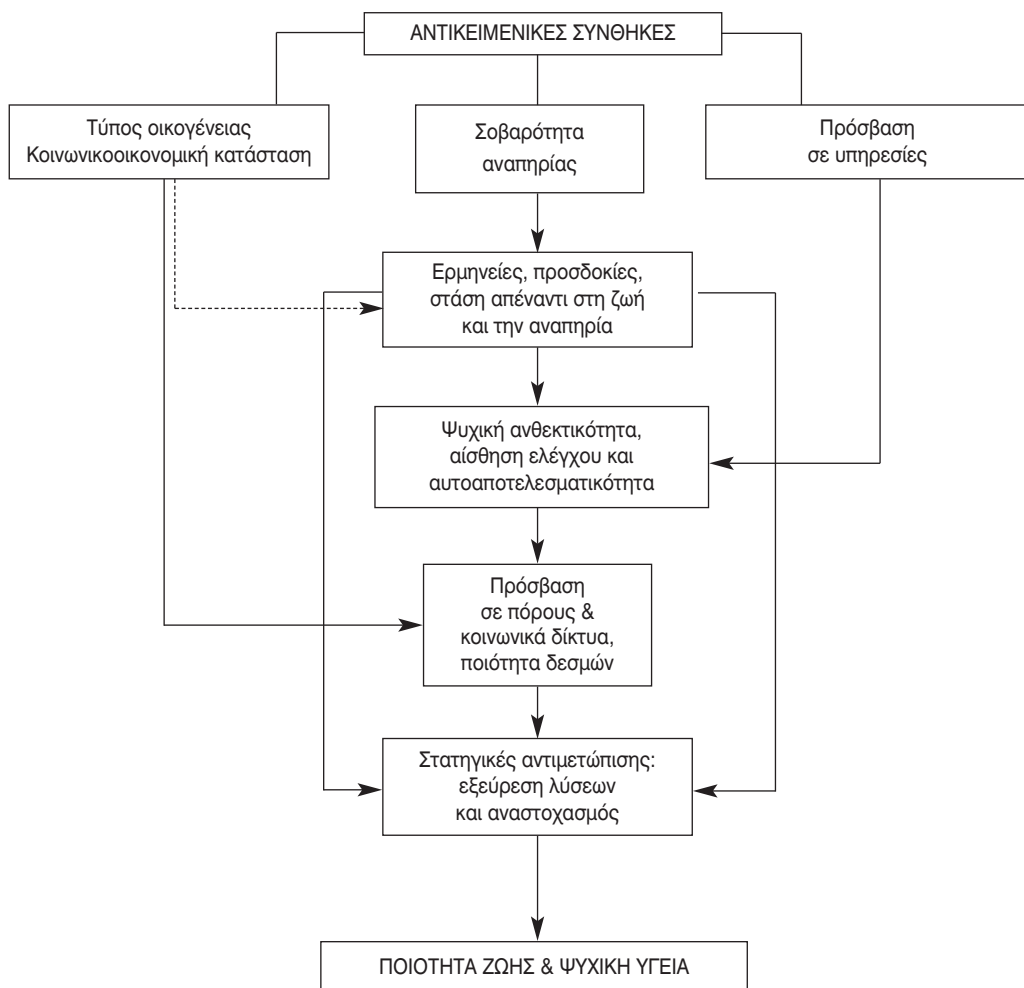 ΑΝΤΙΚΕΙΜΕΝΙΚΕΣ ΣΥΝΘΗΚΕΣ
Τύπος οικογένειας
Κοινωνικοοικονομική κατάσταση
Σοβαρότητα
αναπηρίας
Πρόσβαση
σε υπηρεσίες
Ερμηνείες, προσδοκίες,
στάση απέναντι στη ζωή
και την αναπηρία
Ψυχική ανθεκτικότητα,
αίσθηση ελέγχου και
αυτοαποτελεσματικότητα
Πρόσβαση
σε πόρους &
κοινωνικά δίκτυα,
ποιότητα δεσμών
Στατηγικές αντιμετώπισης:
εξεύρεση λύσεων
και αναστοχασμός
ΠΟΙΟΤΗΤΑ ΖΩΗΣ & ΨΥΧΙΚΗ ΥΓΕΙΑ